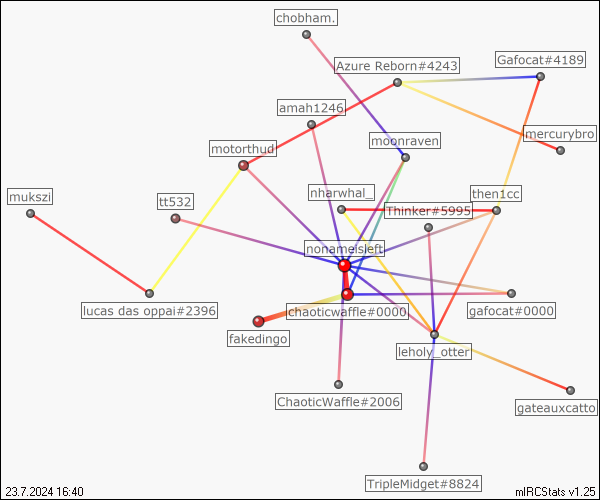 chobham.
Azure Reborn#4243
Gafocat#4189
amah1246
mercurybro
motorthud
moonraven
mukszi
tt532
nharwhal_
then1cc
Thinker#5995
nonameisleft
lucas das oppai#2396
chaoticwaffle#0000
gafocat#0000
fakedingo
leholy_otter
ChaoticWaffle#2006
gateauxcatto
TripleMidget#8824
23.7.2024 16:40
mIRCStats v1.25